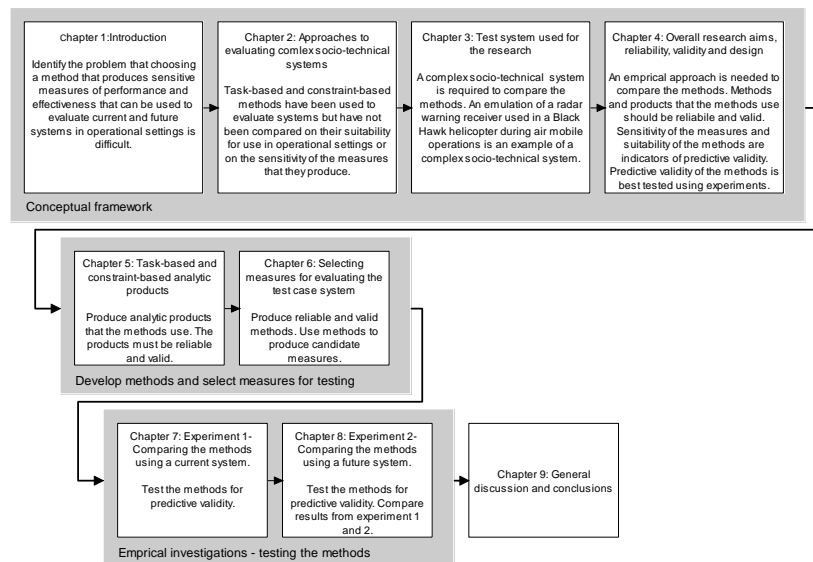 Chapter 1:Introduction
Identify the problem that choosing
a method that produces sensitive
measures of performance and
effectiveness that can be used to
evaluate current and future
systems in operational settings is
difficult.
Chapter 2: Approaches to
evaluating comlex socio-technical
systems
Task-based and constraint-based
methods have been used to
evaluate systems but have not
been compared on their suitability
for use in operational settings or
on the sensitivity of the measures
that they produce.
Chapter 3: Test system used for
the research
A complex socio-technical system
is required to compare the
methods. An emulation of a radar
warning receiver used in a Black
Hawk helicopter during air mobile
operations is an example of a
complex socio-technical system.
Chapter 4: Overall research aims,
reliability, validity and design
An emprical approach is needed to
compare the methods. Methods
and products that the methods use
should be reliabile and valid.
Sensitivity of the measures and
suitability of the methods are
indicators of predictive validity.
Predictive validity of the methods is
best tested using experiments.
Conceptual framework
Chapter 5: Task-based and
constraint-based analytic
products
Produce analytic products
that the methods use. The
products must be reliable
and valid.
Chapter 6: Selecting
measures for evaluating the
test case system
Produce reliable and valid
methods. Use methods to
produce candidate
measures.
Develop methods and select measures for testing
Chapter 7: Experiment 1-
Comparing the methods
using a current system.
Test the methods for
predictive validity.
Chapter 8: Experiment 2-
Comparing the methods
using a future system.
Test the methods for
predictive validity. Compare
results from experiment 1
and 2.
Emprical investigations - testing the methods
Chapter 9: General
discussion and conclusions